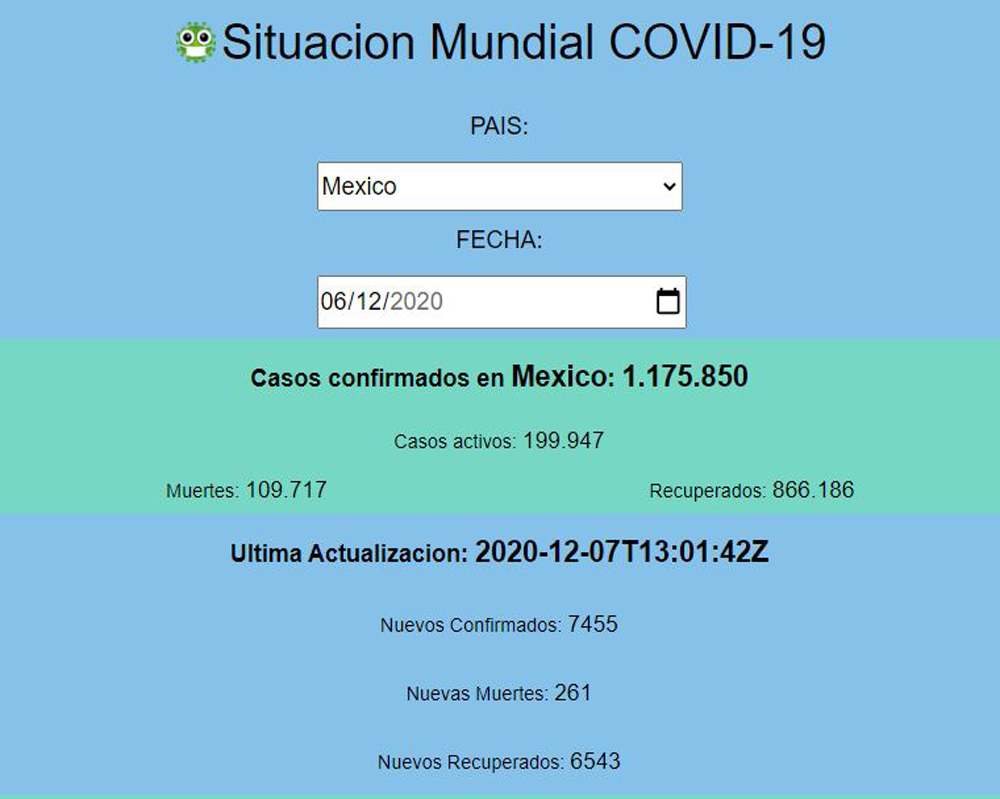 Situacion Mundial COVID-19
PAIS:
Mexico
FECHA:
06/12/2020
Casos confirmados en Mexico: 1.175.850
Casos activos: 199.947
Muertes: 109.717
Recuperados: 866.186
Ultima Actualizacion: 2020-12-07T13:01:42Z
Nuevos Confirmados: 7455
Nuevas Muertes: 261
Nuevos Recuperados: 6543